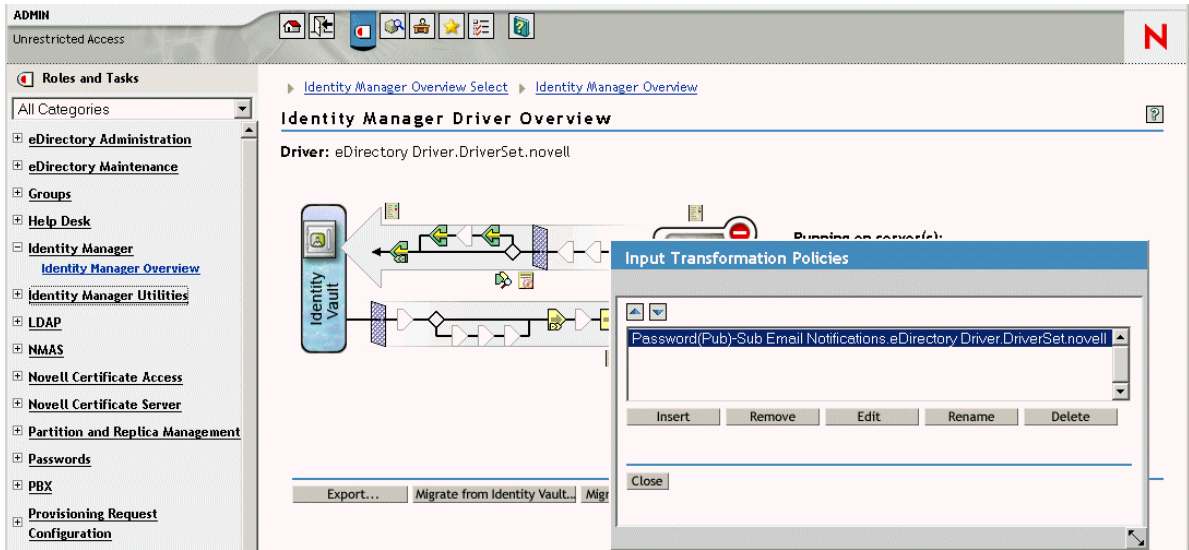 ADMIN
Unrestricted Access
N
Roles and Tasks
All Categories
eDirectory Administration
eDirectory Maintenance
Groups
Help Desk
Identity Manager
Identity Manager Overview
Identity Manager Utilities
LDAP
NMAS
Novell Certificate Access
Novell Certificate Server
Partition and Replica Management
Passwords
PBX
Provisioning Request
Configuration
Identity Manager Overview Select
Identity Manager Overview
Identity Manager Driver Overview
?
Driver: eDirectory Driver.DriverSet.novell
Identity
Vault
Running on server(s):
Input Transformation Policies
Password(Pub)-Sub Email Notifications.eDirectory Driver.DriverSet.novell
Insert
Remove
Edit
Rename
Delete
Close
Export...
Migrate from Identity Vault...